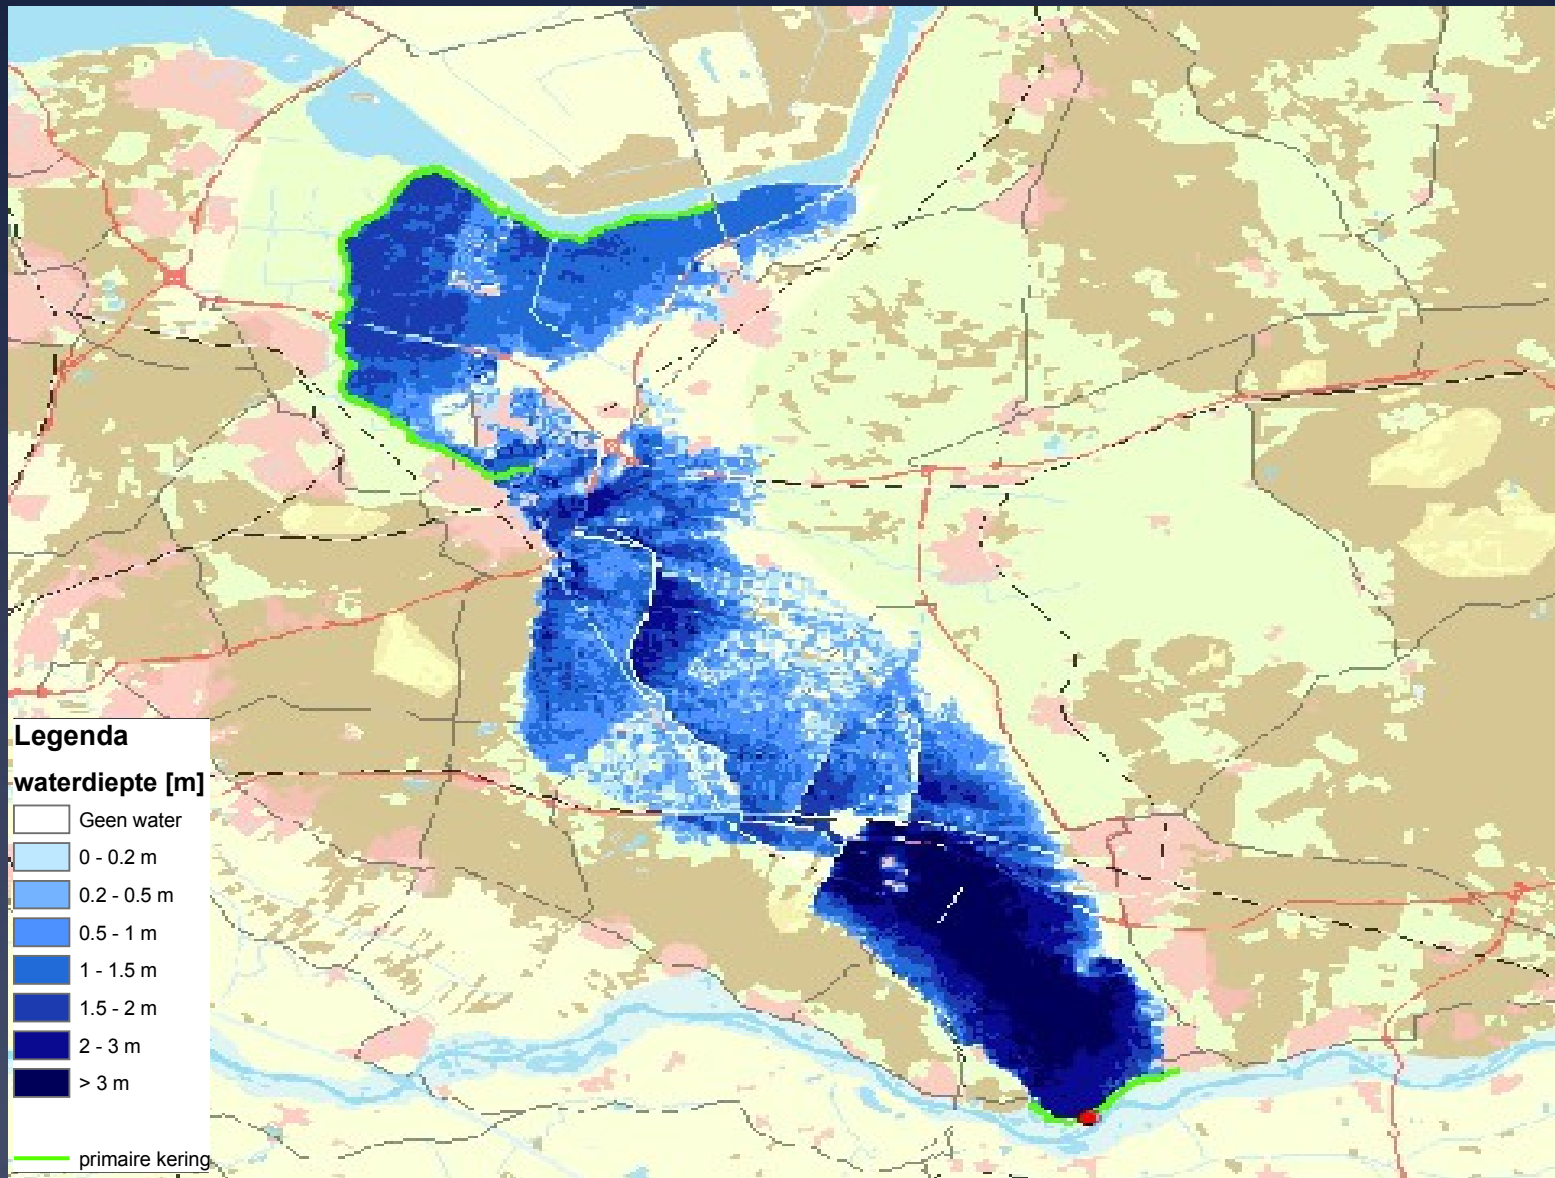 Legenda
waterdiepte [m]
Geen water
0 - 0.2 m
0.2 - 0.5 m
0.5 - 1 m
1 - 1.5 m
1.5 - 2 m
2 - 3 m
> 3 m
primaire kering